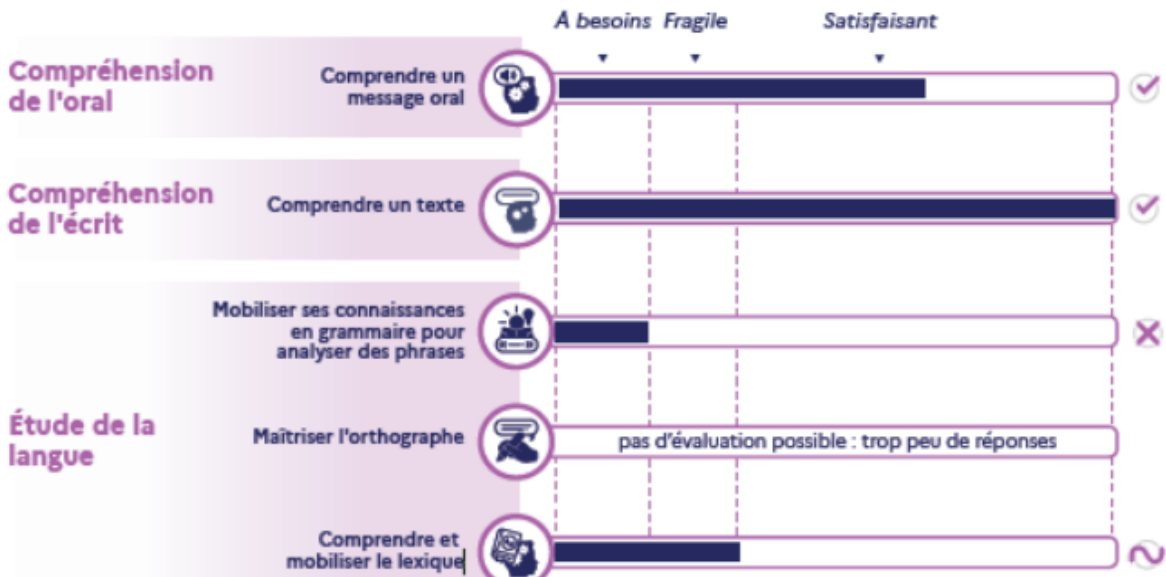 A besoins Fragile Satisfaisant
Compréhension
de l'oral
Comprendre un
message oral
Compréhension
de l'écrit
Comprendre un texte
Étude de la
langue
Mobiliser ses connaissances
en grammaire pour
analyser des phrases
Maîtriser l'orthographe
pas d'évaluation possible : trop peu de réponses
Comprendre et
mobiliser le lexique